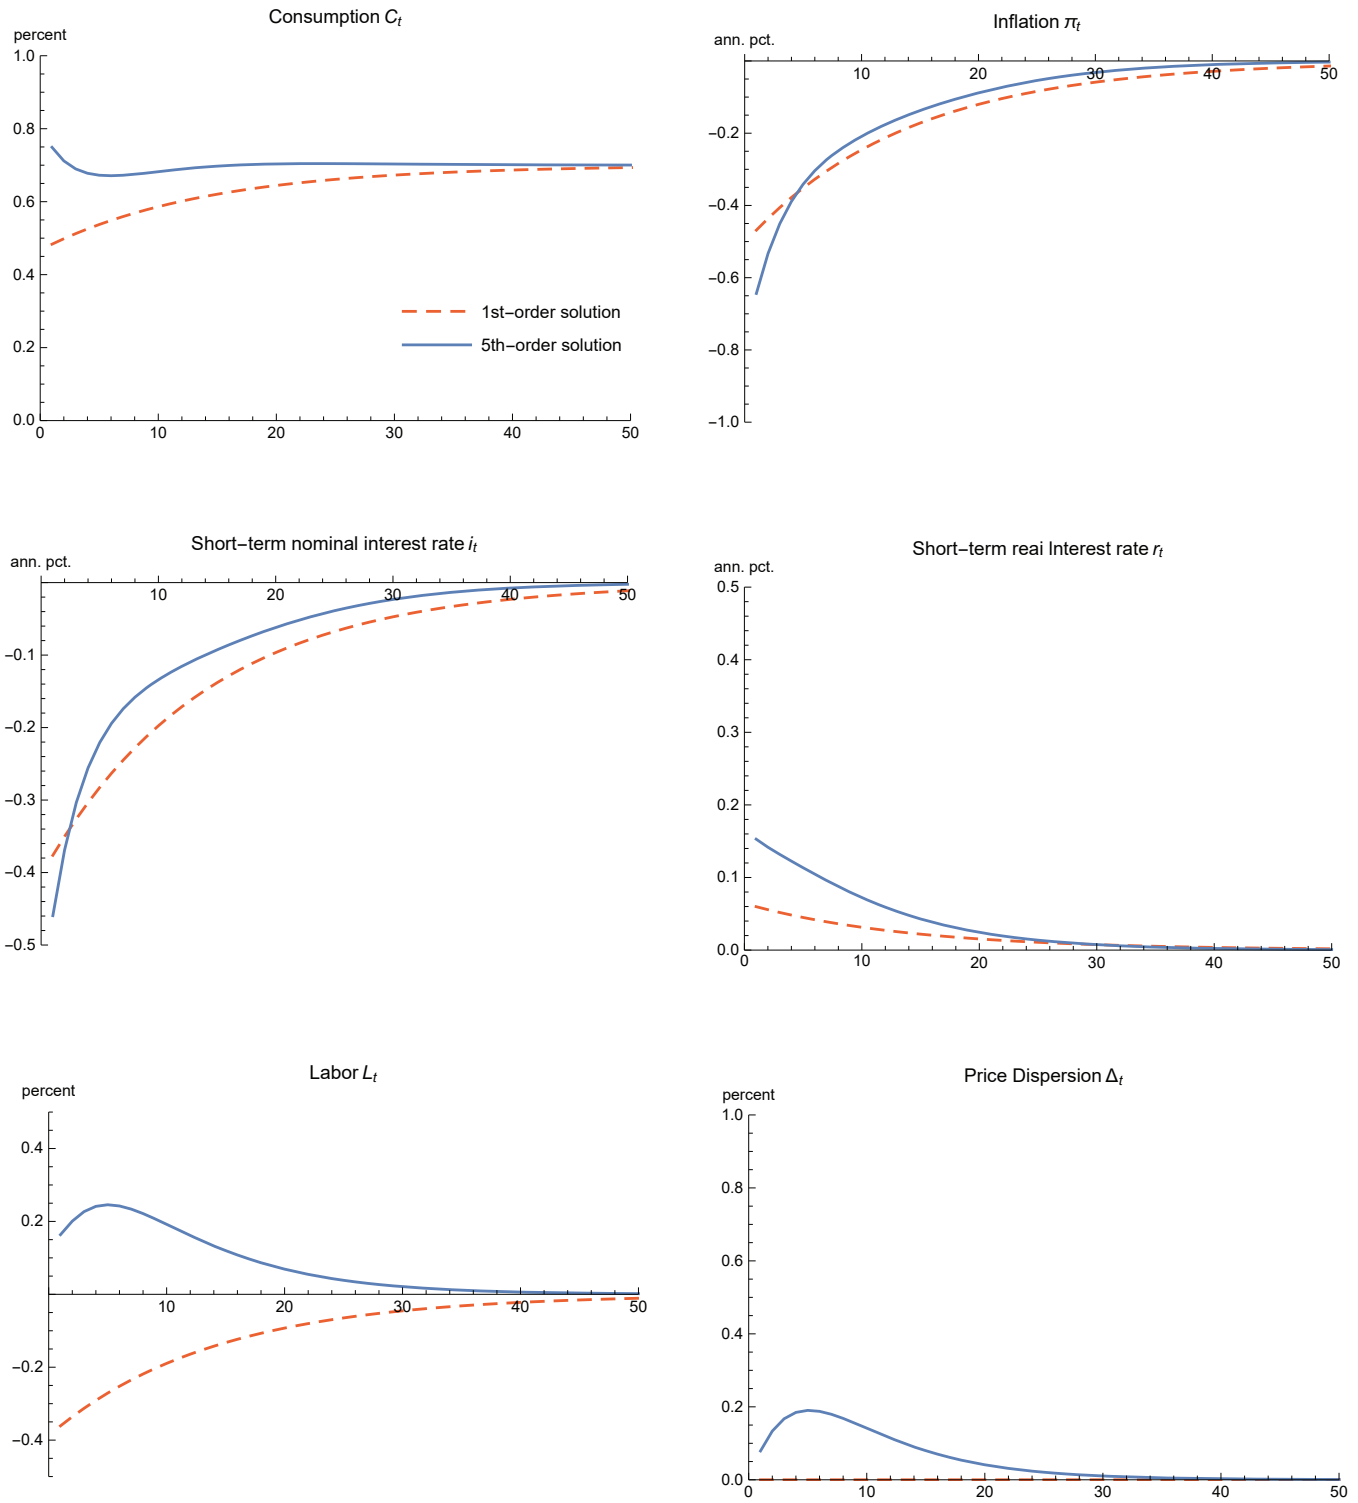 Consumption Cₜ
percent
1.0
0.8
0.6
0.4
0.2
0.0
0 10 20 30 40 50
1st−order solution
5th−order solution
Inflation πₜ
ann. pct.
10 20 30 40 50
−0.2
−0.4
−0.6
−0.8
−1.0
Short−term nominal interest rate iₜ
ann. pct.
10 20 30 40 50
−0.1
−0.2
−0.3
−0.4
−0.5
Short−term reai Interest rate rₜ
ann. pct.
0.5
0.4
0.3
0.2
0.1
0.0
0 10 20 30 40 50
Labor Lₜ
percent
0.4
0.2
10 20 30 40 50
−0.2
−0.4
Price Dispersion Δₜ
percent
1.0
0.8
0.6
0.4
0.2
0.0
0 10 20 30 40 50